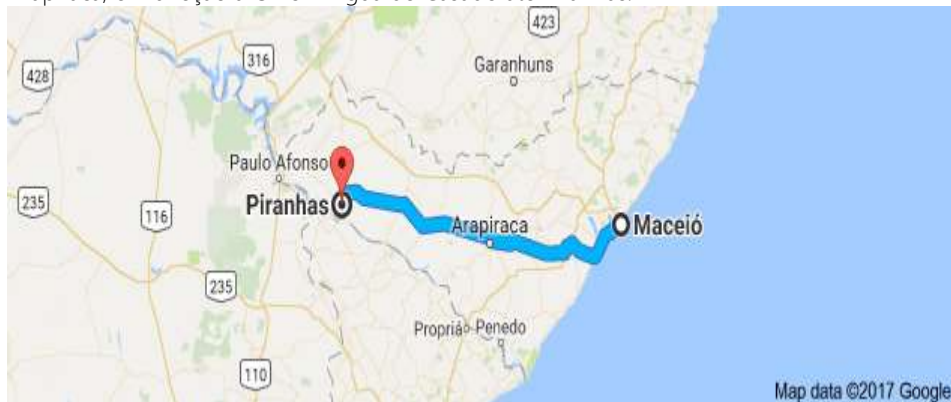 423
Garanhuns
316
428
Paulo Afonso
Piranhas
235
116
Arapiraca
Maceió
235
Propriá
Penedo
110
Map data ©2017 Google